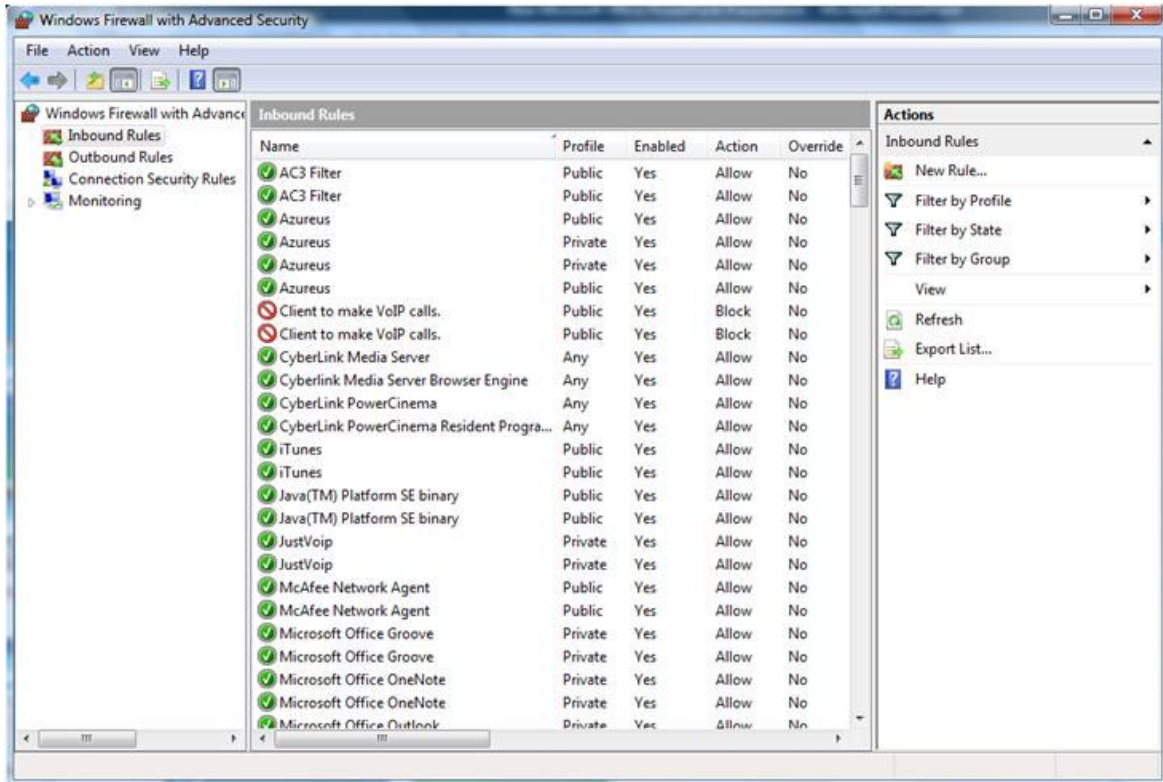 Windows Firewall with Advanced Security
File Action View Help
Windows Firewall with Advance
Inbound Rules
Outbound Rules
Connection Security Rules
Monitoring
Inbound Rules
Name Profile Enabled Action Override
AC3 Filter Public Yes Allow No
AC3 Filter Public Yes Allow No
Azureus Public Yes Allow No
Azureus Private Yes Allow No
Azureus Private Yes Allow No
Azureus Public Yes Allow No
Client to make VoIP calls. Public Yes Block No
Client to make VoIP calls. Public Yes Block No
CyberLink Media Server Any Yes Allow No
Cyberlink Media Server Browser Engine Any Yes Allow No
CyberLink PowerCinema Any Yes Allow No
CyberLink PowerCinema Resident Progra... Any Yes Allow No
iTunes Public Yes Allow No
iTunes Public Yes Allow No
Java(TM) Platform SE binary Public Yes Allow No
Java(TM) Platform SE binary Public Yes Allow No
JustVoip Private Yes Allow No
JustVoip Private Yes Allow No
McAfee Network Agent Public Yes Allow No
McAfee Network Agent Public Yes Allow No
Microsoft Office Groove Private Yes Allow No
Microsoft Office Groove Private Yes Allow No
Microsoft Office OneNote Private Yes Allow No
Microsoft Office OneNote Private Yes Allow No
Microsoft Office Outlook Private Yes Allow No
Actions
Inbound Rules
New Rule...
Filter by Profile
Filter by State
Filter by Group
View
Refresh
Export List...
Help